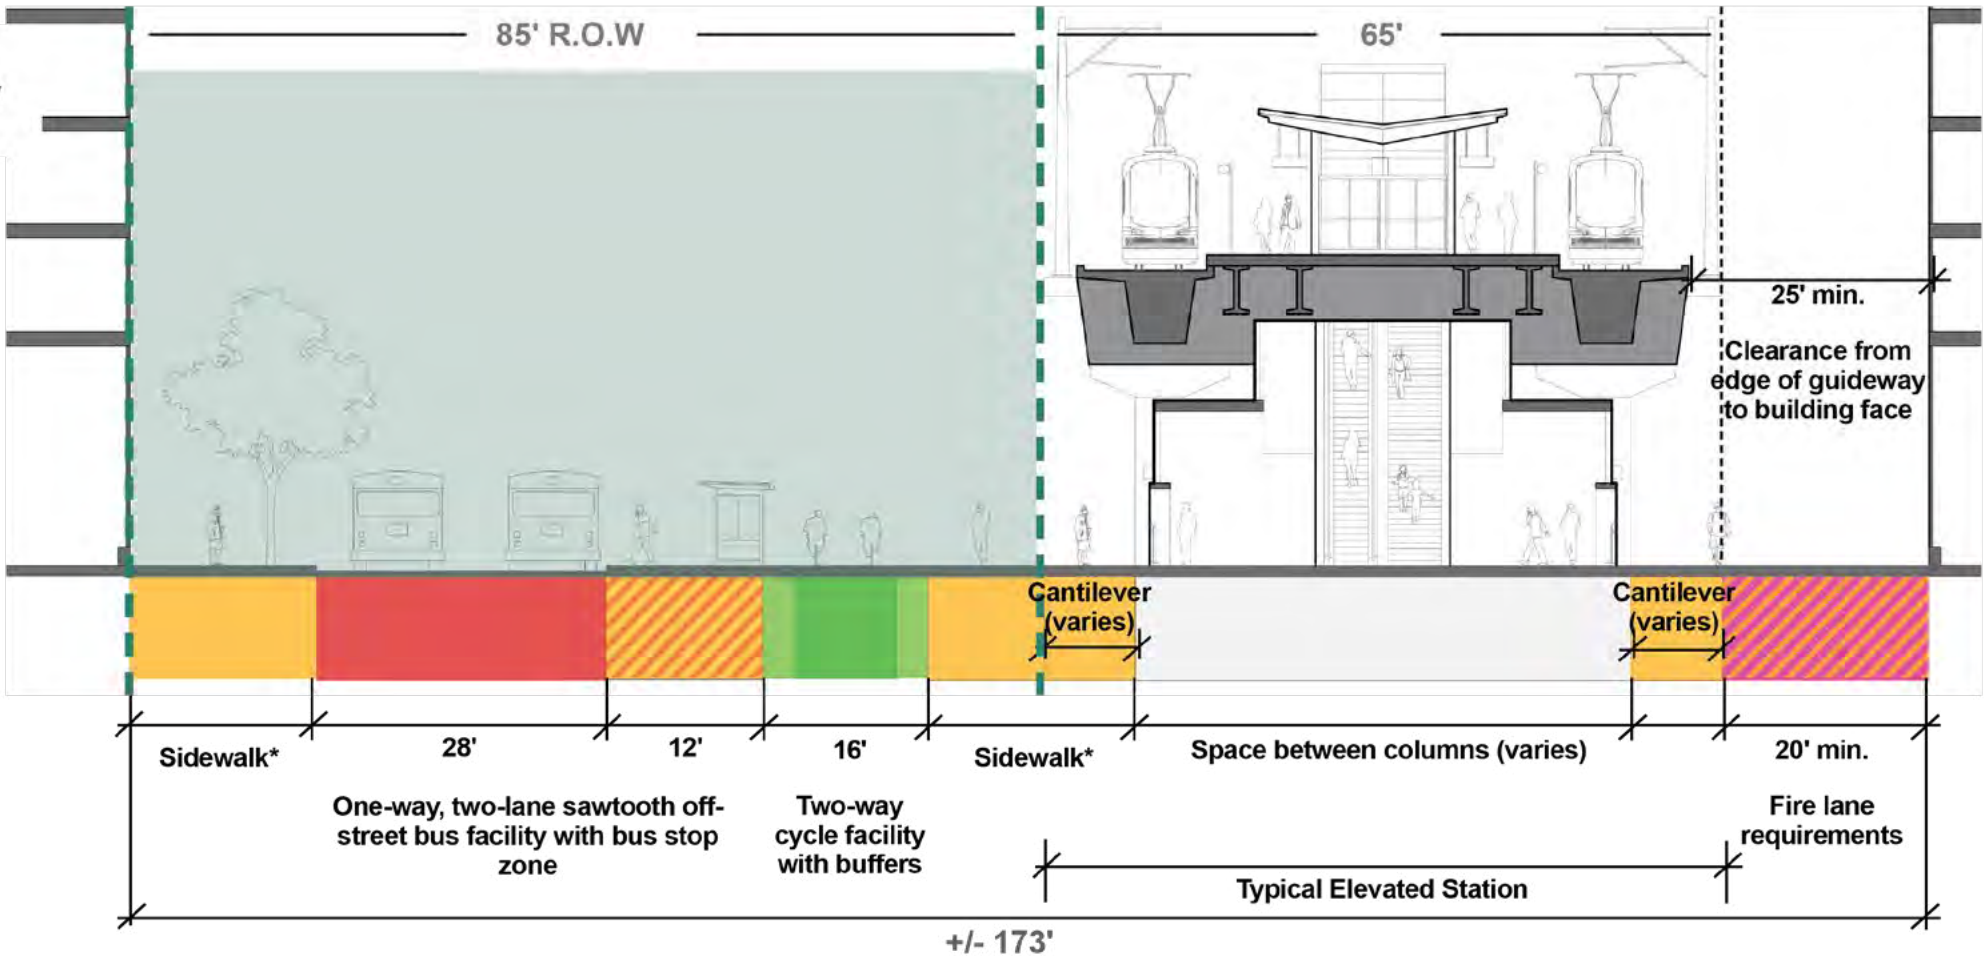 85' R.O.W
65'
25' min.
Clearance from
edge of guideway
to building face
Cantilever
(varies)
Cantilever
(varies)
Sidewalk*
28'
12'
16'
Sidewalk*
Space between columns (varies)
20' min.
One-way, two-lane sawtooth off-
street bus facility with bus stop
zone
Two-way
cycle facility
with buffers
Fire lane
requirements
Typical Elevated Station
+/- 173'